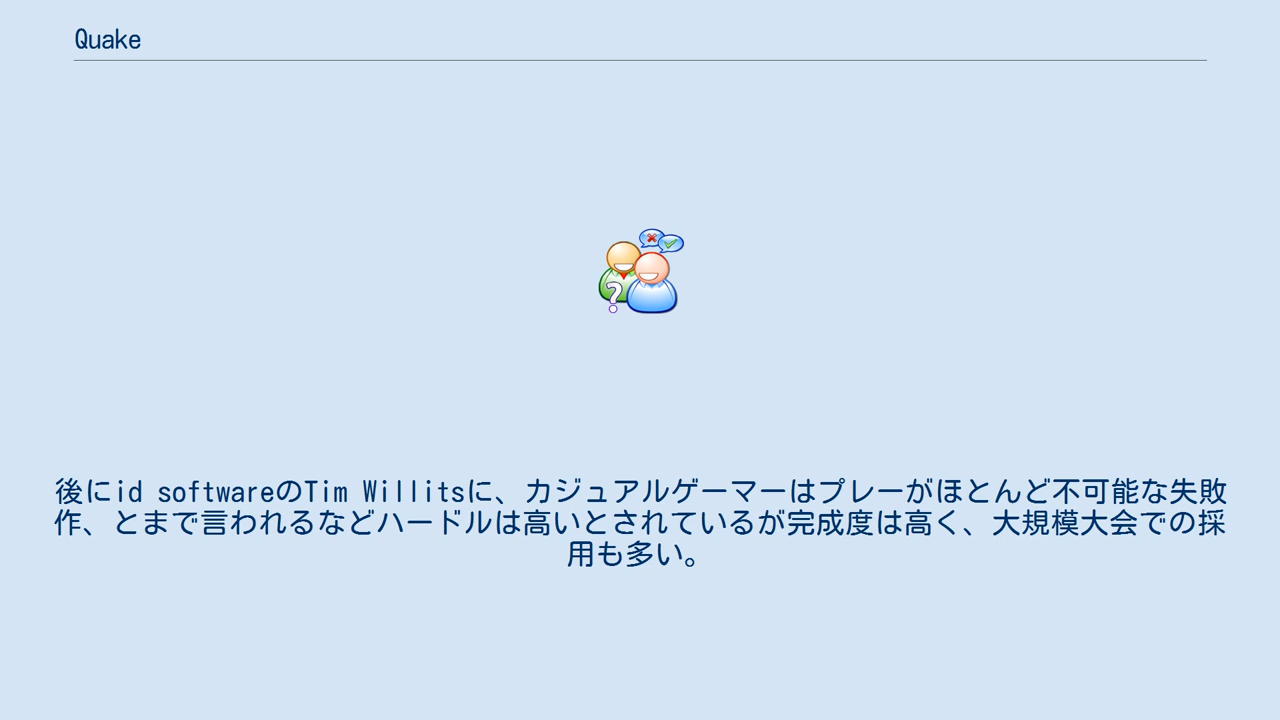 Quake
後にid softwareのTim Willitsに、カジュアルゲーマーはプレーがほとんど不可能な失敗
作、とまで言われるなどハードルは高いとされているが完成度は高く、大規模大会での採
用も多い。